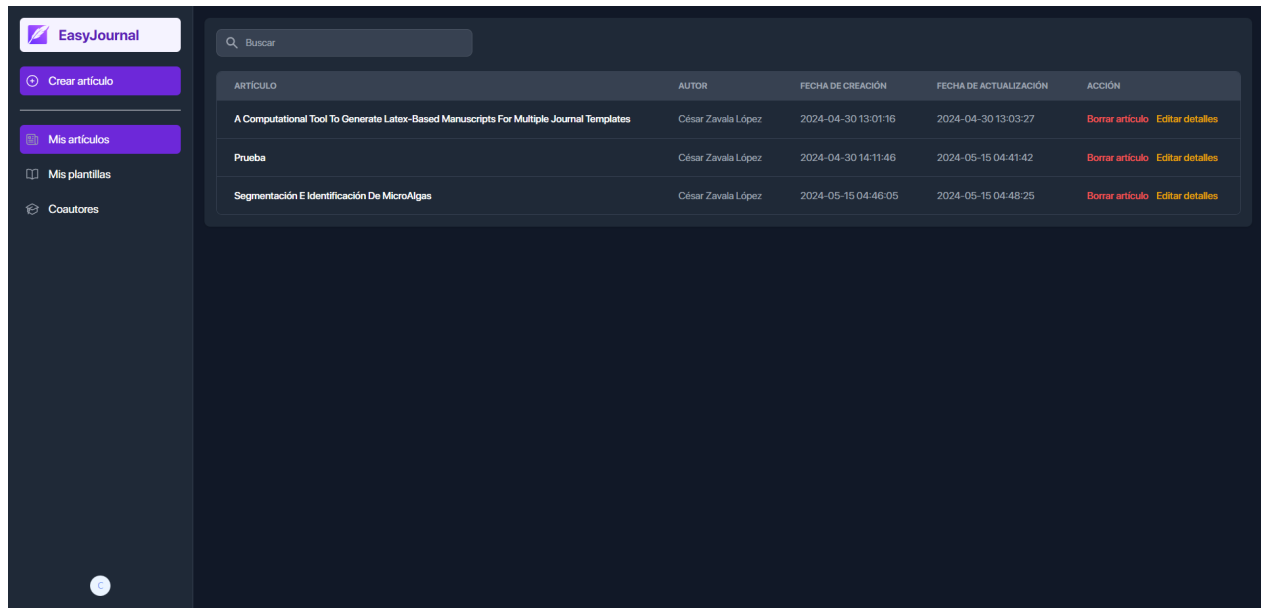 EasyJournal
Crear artículo
Mis artículos
Mis plantillas
Coautores
C
Buscar
ARTÍCULO AUTOR FECHA DE CREACIÓN FECHA DE ACTUALIZACIÓN ACCIÓN
A Computational Tool To Generate Latex-Based Manuscripts For Multiple Journal Templates César Zavala López 2024-04-30 13:01:16 2024-04-30 13:03:27 Borrar artículo Editar detalles
Prueba César Zavala López 2024-04-30 14:11:46 2024-05-15 04:41:42 Borrar artículo Editar detalles
Segmentación E Identificación De MicroAlgas César Zavala López 2024-05-15 04:46:05 2024-05-15 04:48:25 Borrar artículo Editar detalles